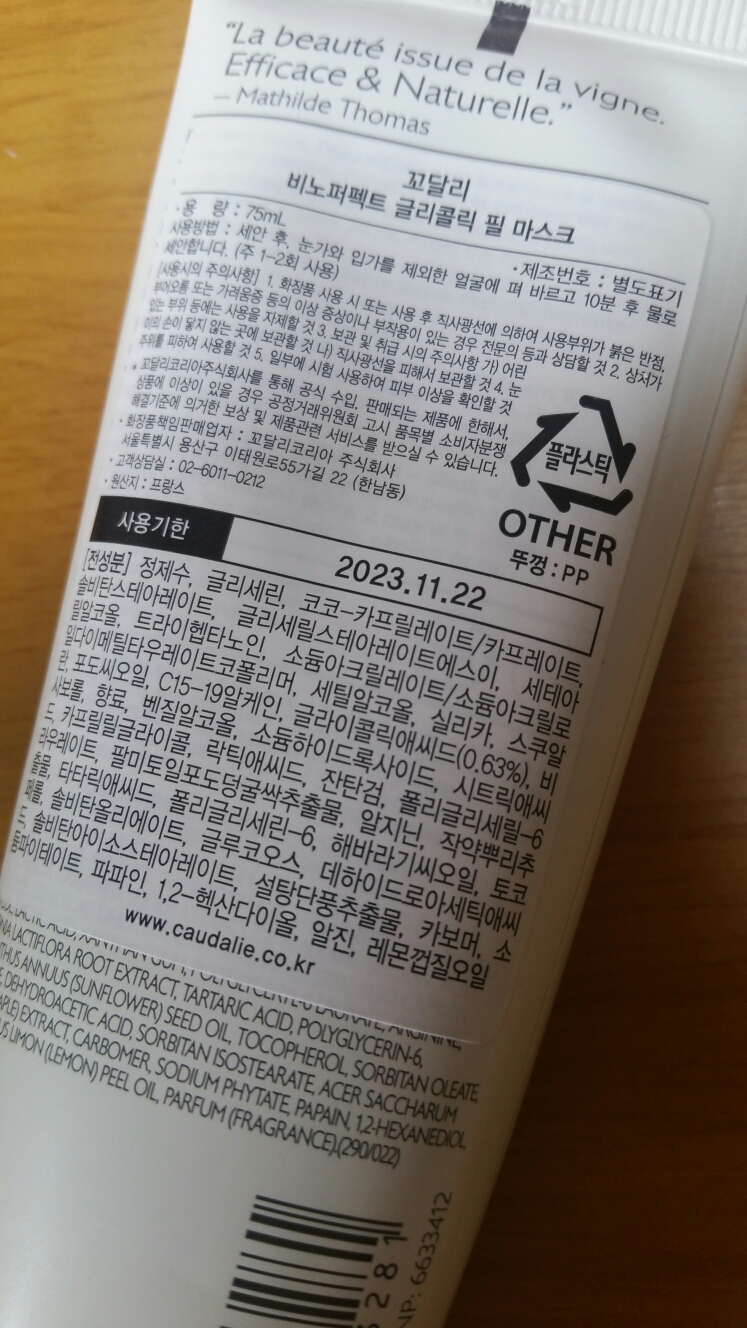 “La beauté issue de la vigne.
Efficace & Naturelle.”
– Mathilde Thomas
꼬달리
비노퍼펙트 글리콜릭 필 마스크
·용 량 : 75mL
·제조번호 : 별도표기
·사용방법 : 세안 후, 눈가와 입가를 제외한 얼굴에 펴 바르고 10분 후 물로
세안합니다. (주 1-2회 사용)
[사용시의 주의사항] 1. 화장품 사용 시 또는 사용 후 직사광선에 의하여 사용부위가 붉은 반점,
부어오름 또는 가려움증 등의 이상 증상이나 부작용이 있는 경우 전문의 등과 상담할 것 2. 상처가
있는 부위 등에는 사용을 자제할 것 3. 보관 및 취급 시의 주의사항 가) 어린
이의 손이 닿지 않는 곳에 보관할 것 나) 직사광선을 피해서 보관할 것 4. 눈
주위를 피하여 사용할 것 5. 일부에 시험 사용하여 피부 이상을 확인할 것
* 꼬달리코리아주식회사를 통해 공식 수입, 판매되는 제품에 한해서,
상품에 이상이 있을 경우 공정거래위원회 고시 품목별 소비자분쟁
해결기준에 의거한 보상 및 제품관련 서비스를 받으실 수 있습니다.
·화장품책임판매업자 : 꼬달리코리아 주식회사
서울특별시 용산구 이태원로55가길 22 (한남동)
·고객상담실 : 02-6011-0212
·원산지 : 프랑스
플라스틱
OTHER
뚜껑 : PP
사용기한
2023.11.22
[전성분] 정제수, 글리세린, 코코-카프릴레이트/카프레이트,
솔비탄스테아레이트, 글리세릴스테아레이트에스이, 세테아
릴알코올, 트라이헵타노인, 소듐아크릴레이트/소듐아크릴로
일다이메틸타우레이트코폴리머, 세틸알코올, 실리카, 스쿠알
란, 포도씨오일, C15-19알케인, 글라이콜릭애씨드(0.63%), 비
사보롤, 향료, 벤질알코올, 소듐하이드록사이드, 시트릭애씨
드, 카프릴릴글라이콜, 락틱애씨드, 잔탄검, 폴리글리세릴-6
라우레이트, 팔미토일포도덩굴싹추출물, 알지닌, 작약뿌리추
출물, 타타릭애씨드, 폴리글리세린-6, 해바라기씨오일, 토코
페롤, 솔비탄올리에이트, 글루코오스, 데하이드로아세틱애씨
드, 솔비탄아이소스테아레이트, 설탕단풍추출물, 카보머, 소
듐파이테이트, 파파인, 1,2-헥산다이올, 알진, 레몬껍질오일
www.caudalie.co.kr
LACTIC ACID, XANTHAN GUM, POLYGLYCERYL-6 LAURATE, ARGININE,
LACTIFLORA ROOT EXTRACT, TARTARIC ACID, POLYGLYCERIN-6,
ANNUUS (SUNFLOWER) SEED OIL, TOCOPHEROL, SORBITAN OLEATE,
DEHYDROACETIC ACID, SORBITAN ISOSTEARATE, ACER SACCHARUM
EXTRACT, CARBOMER, SODIUM PHYTATE, PAPAIN, 1,2-HEXANEDIOL,
LIMON (LEMON) PEEL OIL, PARFUM (FRAGRANCE),(290/022)
NP: 6633412